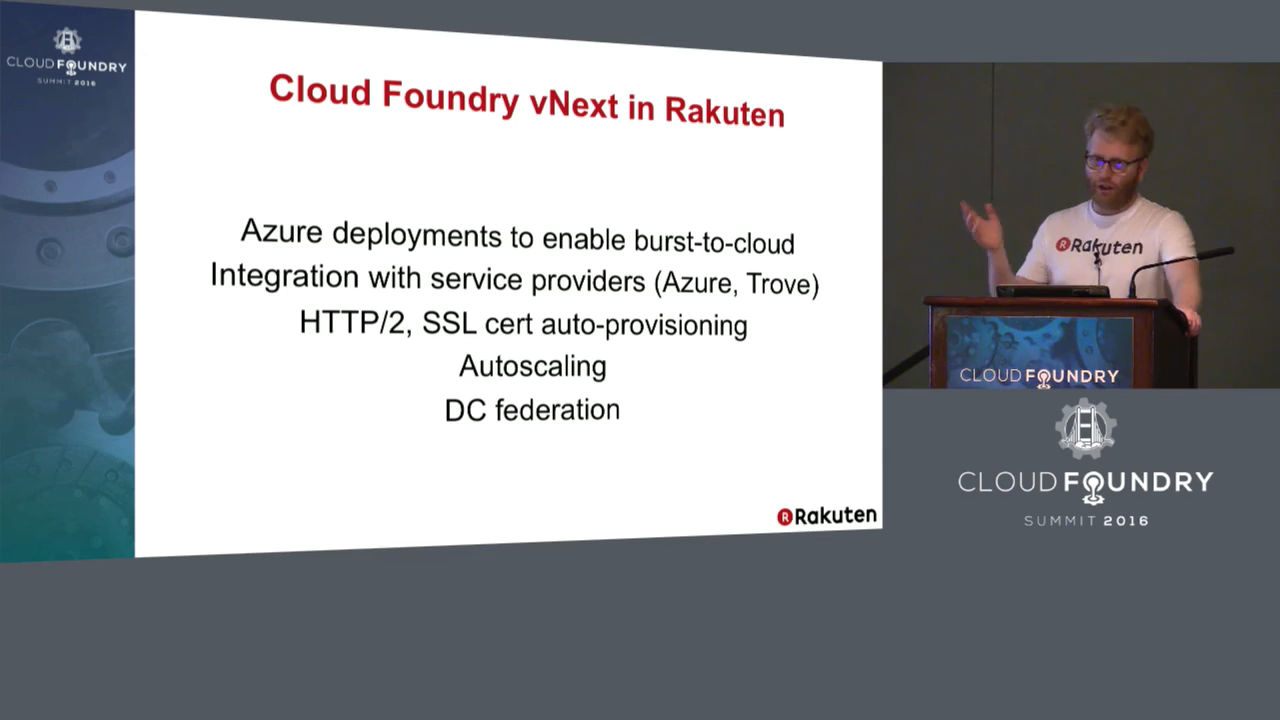 CLOUD FOUNDRY
SUMMIT 2016
Cloud Foundry vNext in Rakuten
Azure deployments to enable burst-to-cloud
Integration with service providers (Azure, Trove)
HTTP/2, SSL cert auto-provisioning
Autoscaling
DC federation
R Rakuten
R Rakuten
CLOUD FOUNDRY
CLOUD FOUNDRY
SUMMIT 2016